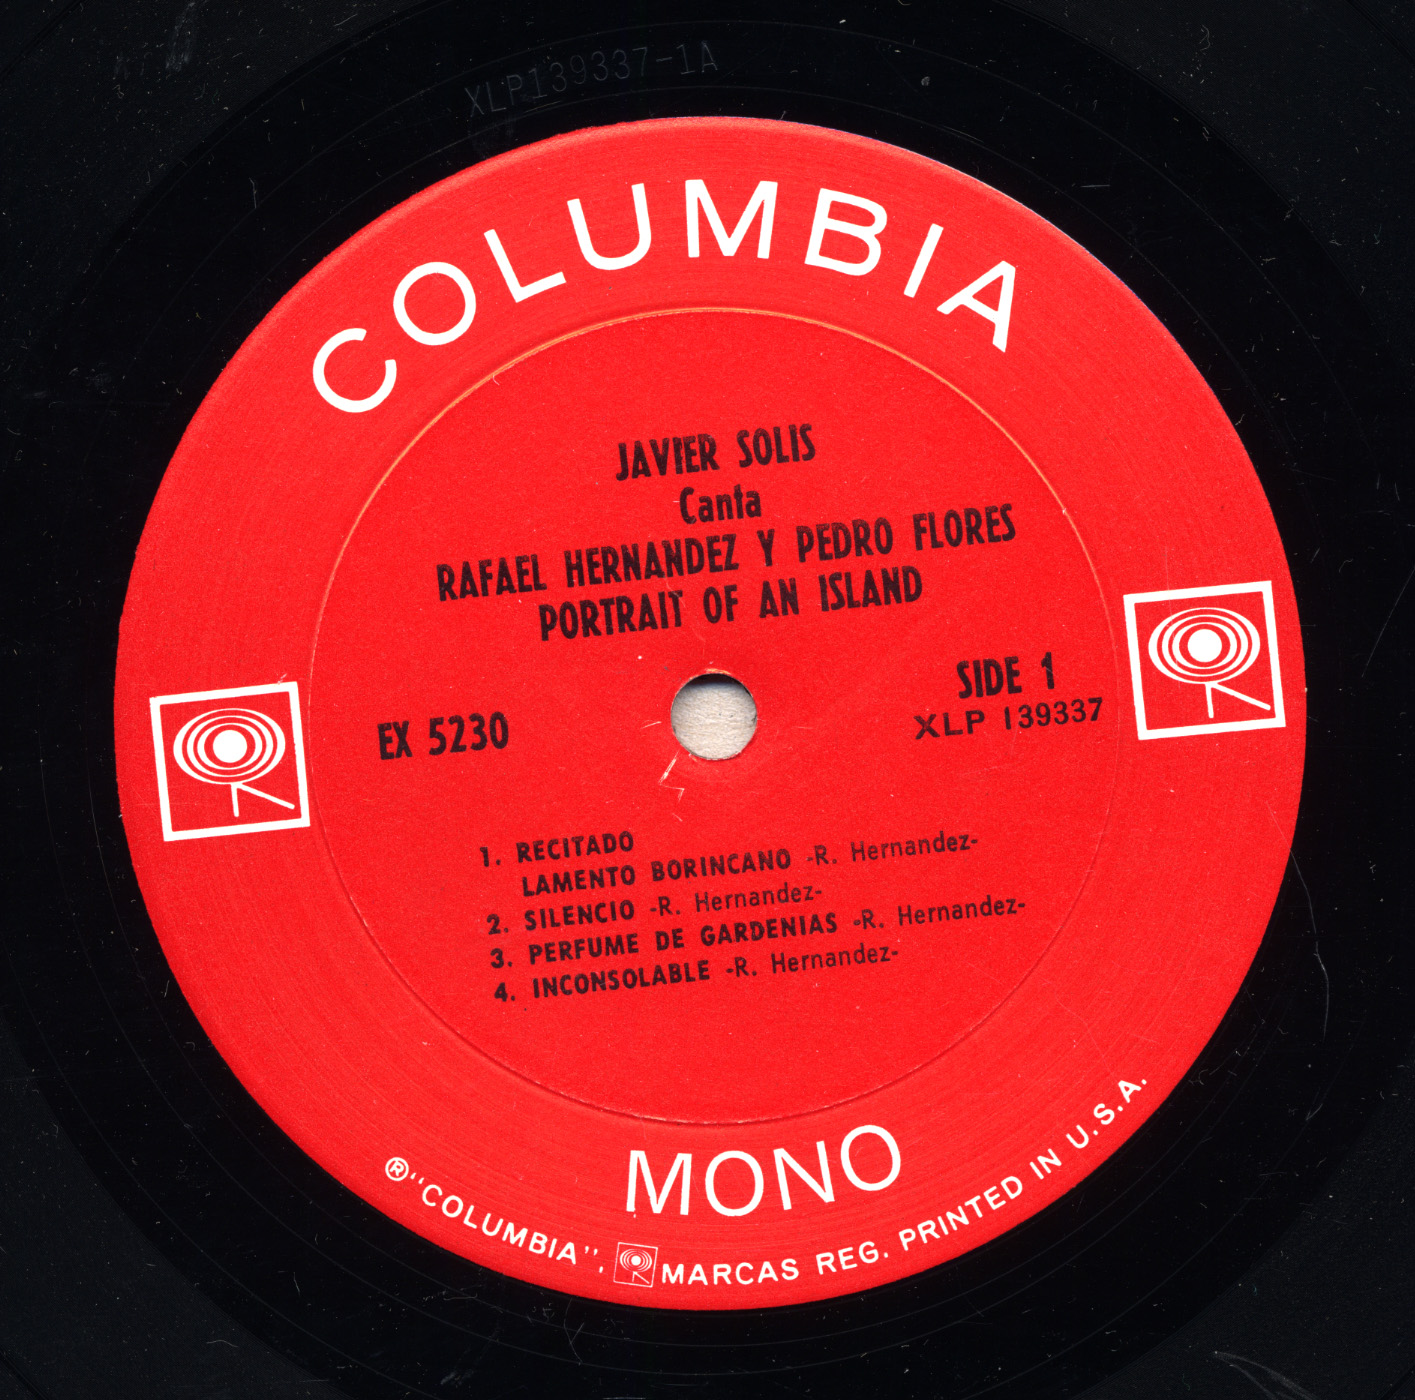 XLP139337-1A
COLUMBIA
JAVIER SOLIS
Canta
RAFAEL HERNANDEZ Y PEDRO FLORES
PORTRAIT OF AN ISLAND
EX 5230
SIDE 1
XLP 139337
1. RECITADO
LAMENTO BORINCANO -R. Hernandez-
2. SILENCIO -R. Hernandez-
3. PERFUME DE GARDENIAS -R. Hernandez-
4. INCONSOLABLE -R. Hernandez-
MONO
®"COLUMBIA", MARCAS REG. PRINTED IN U.S.A.